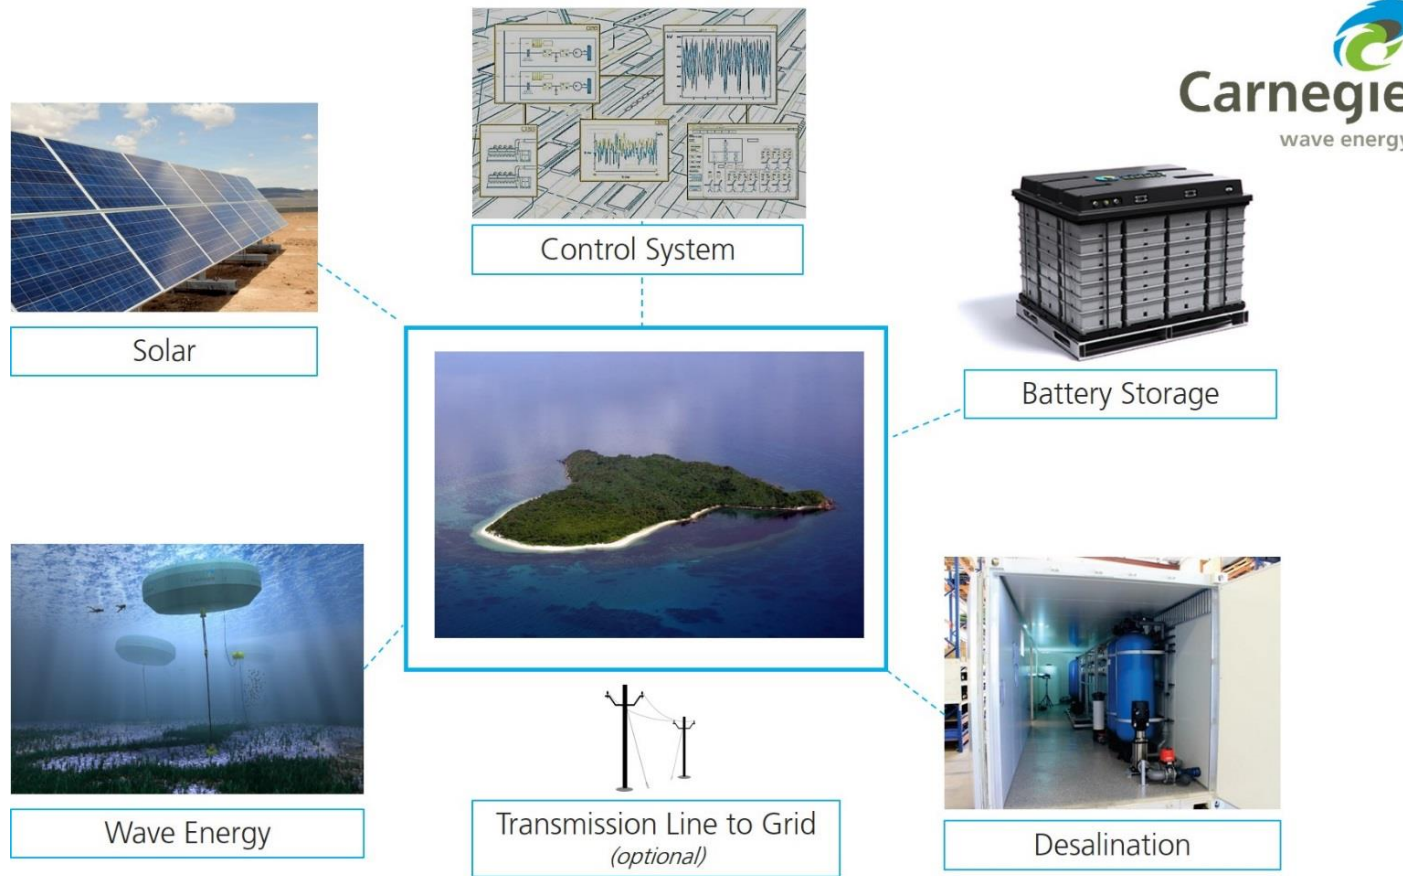 Carnegie
wave energy
Control System
Solar
Battery Storage
Wave Energy
Transmission Line to Grid
(optional)
Desalination